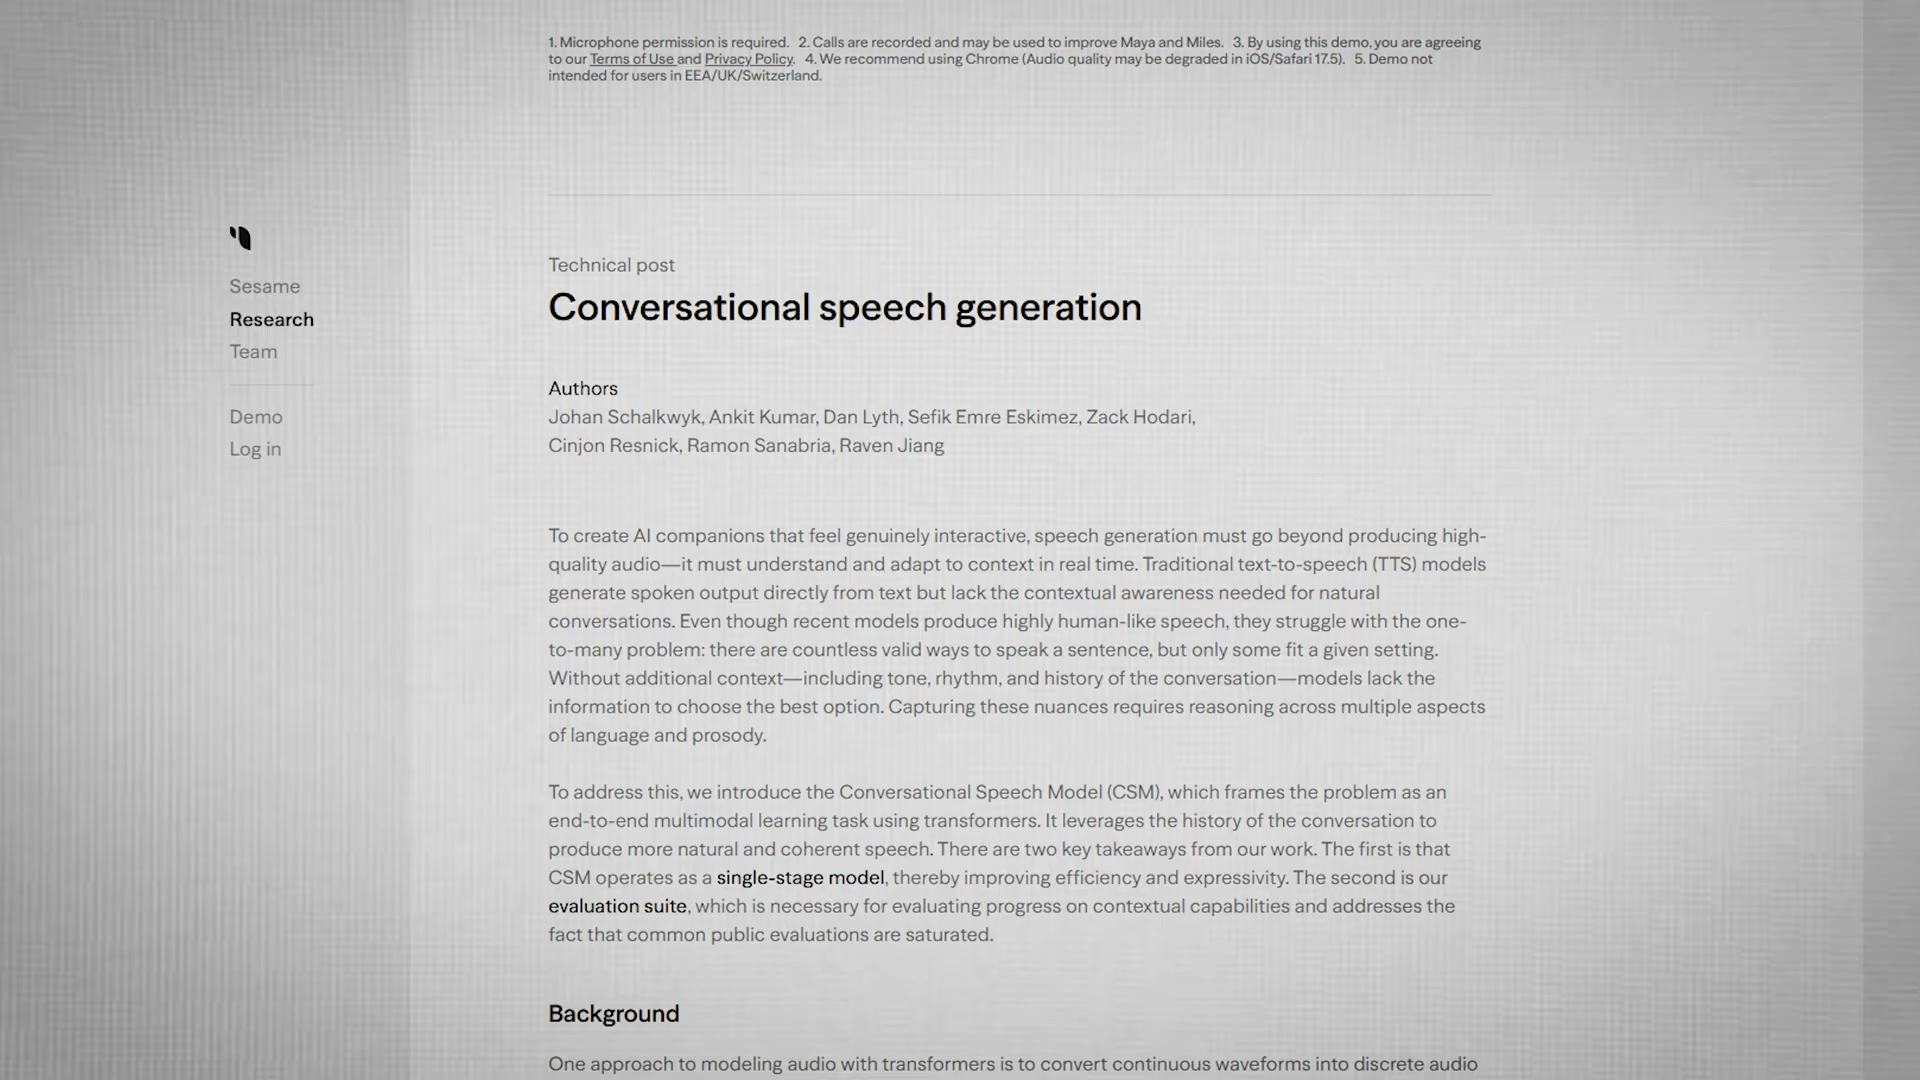 1. Microphone permission is required.   2. Calls are recorded and may be used to improve Maya and Miles.   3. By using this demo, you are agreeing
to our Terms of Use and Privacy Policy.   4. We recommend using Chrome (Audio quality may be degraded in iOS/Safari 17.5).   5. Demo not
intended for users in EEA/UK/Switzerland.
Sesame
Research
Team
Demo
Log in
Technical post
Conversational speech generation
Authors
Johan Schalkwyk, Ankit Kumar, Dan Lyth, Sefik Emre Eskimez, Zack Hodari,
Cinjon Resnick, Ramon Sanabria, Raven Jiang
To create AI companions that feel genuinely interactive, speech generation must go beyond producing high-
quality audio—it must understand and adapt to context in real time. Traditional text-to-speech (TTS) models
generate spoken output directly from text but lack the contextual awareness needed for natural
conversations. Even though recent models produce highly human-like speech, they struggle with the one-
to-many problem: there are countless valid ways to speak a sentence, but only some fit a given setting.
Without additional context—including tone, rhythm, and history of the conversation—models lack the
information to choose the best option. Capturing these nuances requires reasoning across multiple aspects
of language and prosody.
To address this, we introduce the Conversational Speech Model (CSM), which frames the problem as an
end-to-end multimodal learning task using transformers. It leverages the history of the conversation to
produce more natural and coherent speech. There are two key takeaways from our work. The first is that
CSM operates as a single-stage model, thereby improving efficiency and expressivity. The second is our
evaluation suite, which is necessary for evaluating progress on contextual capabilities and addresses the
fact that common public evaluations are saturated.
Background
One approach to modeling audio with transformers is to convert continuous waveforms into discrete audio